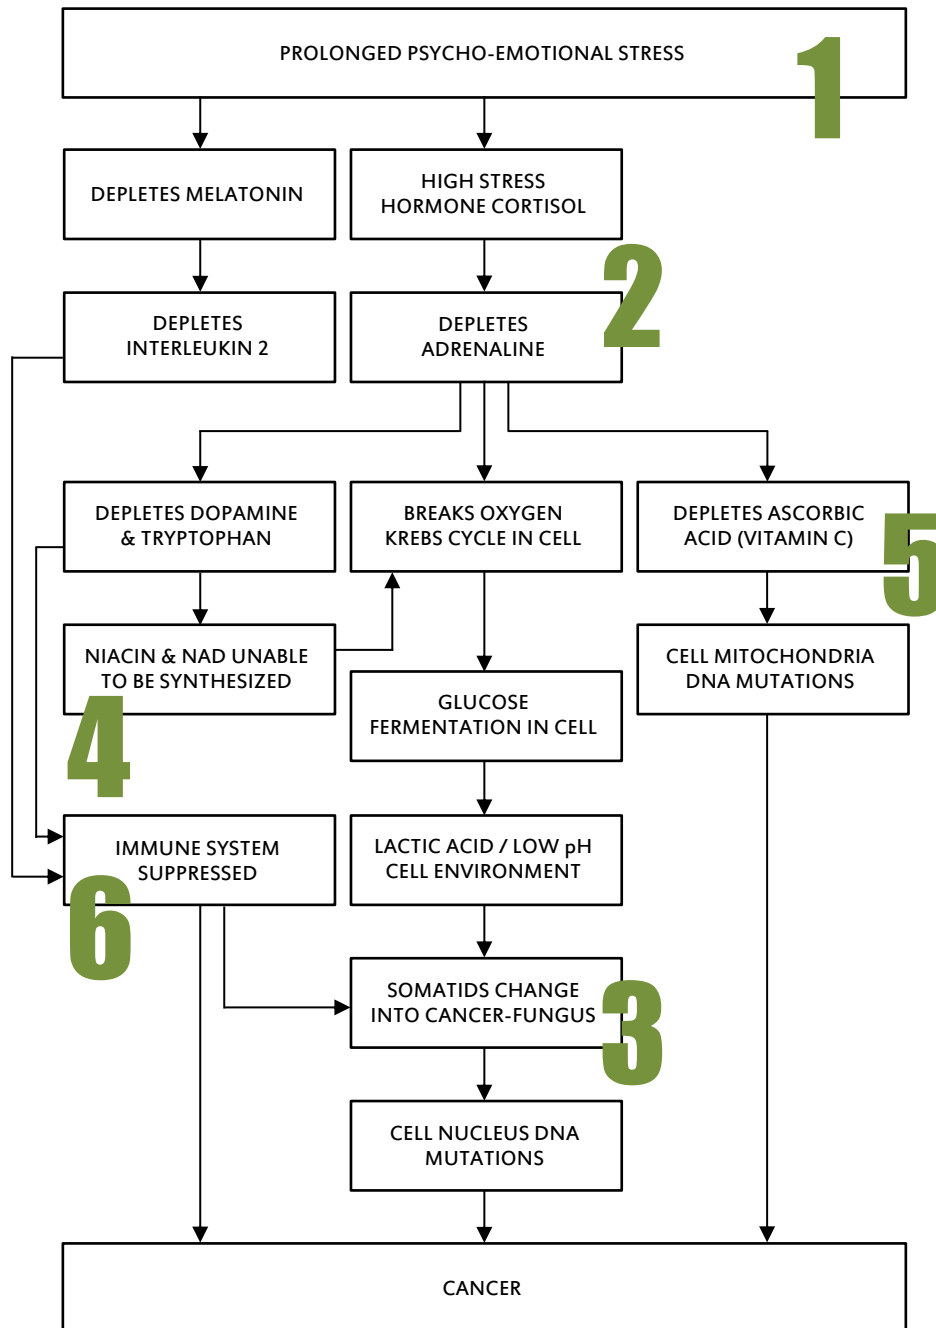 PROLONGED PSYCHO-EMOTIONAL STRESS
1
DEPLETES MELATONIN
HIGH STRESS
HORMONE CORTISOL
2
DEPLETES
INTERLEUKIN 2
DEPLETES
ADRENALINE
DEPLETES DOPAMINE
& TRYPTOPHAN
BREAKS OXYGEN
KREBS CYCLE IN CELL
DEPLETES ASCORBIC
ACID (VITAMIN C)
5
NIACIN & NAD UNABLE
TO BE SYNTHESIZED
4
GLUCOSE
FERMENTATION IN CELL
CELL MITOCHONDRIA
DNA MUTATIONS
IMMUNE SYSTEM
SUPPRESSED
6
LACTIC ACID / LOW pH
CELL ENVIRONMENT
SOMATIDS CHANGE
INTO CANCER-FUNGUS
3
CELL NUCLEUS DNA
MUTATIONS
CANCER